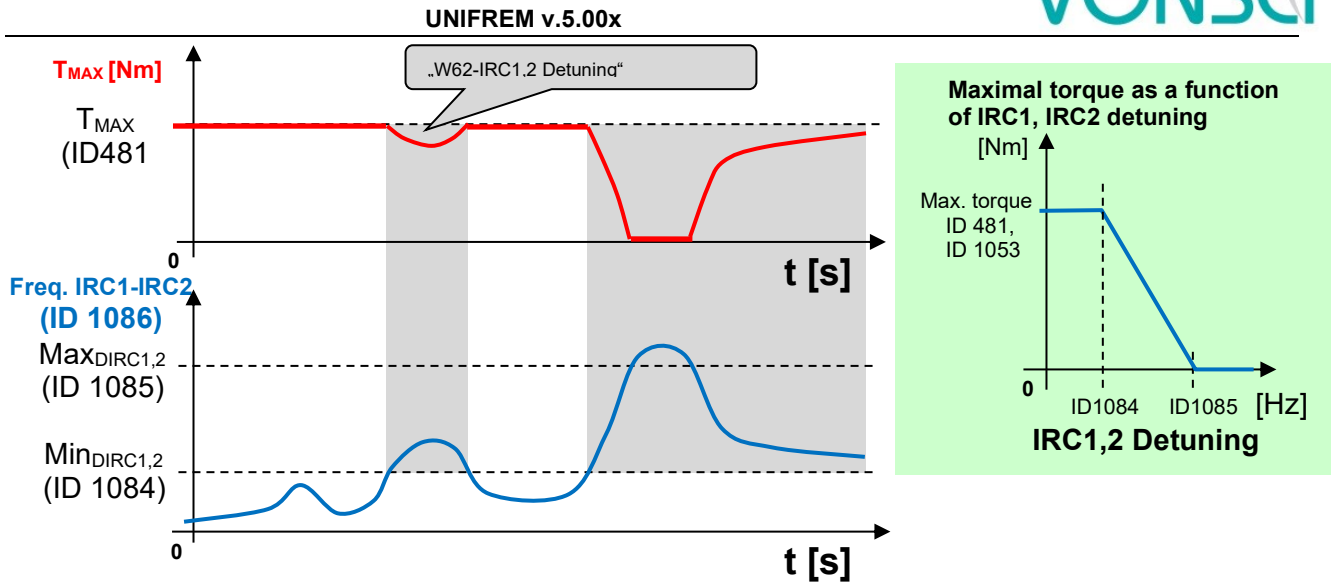 UNIFREM v.5.00x
VONSCH
TMAX [Nm]
„W62-IRC1,2 Detuning“
TMAX
(ID481
0
t [s]
Freq. IRC1-IRC2
(ID 1086)
MaxDIRC1,2
(ID 1085)
MinDIRC1,2
(ID 1084)
0
t [s]
Maximal torque as a function
of IRC1, IRC2 detuning
[Nm]
Max. torque
ID 481,
ID 1053
0
ID1084 ID1085 [Hz]
IRC1,2 Detuning